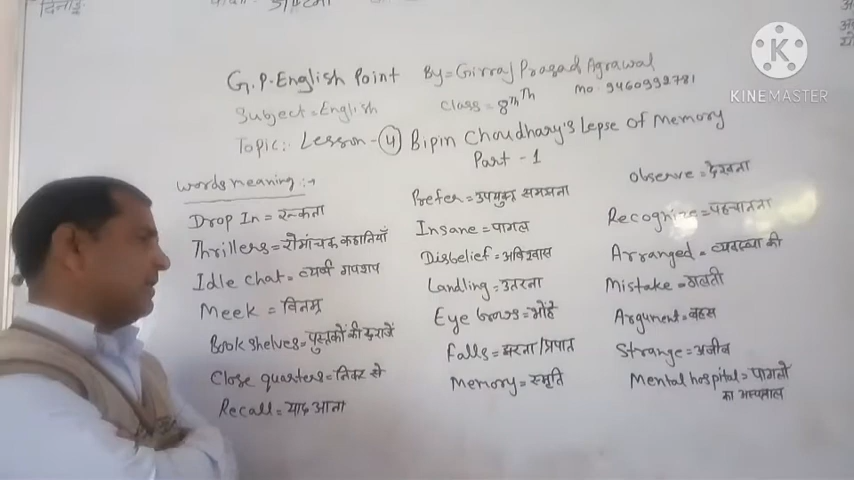 G.P. English Point By = Girraj Prasad Agrawal
Subject = English Class = 8th Th Mo. 9460992781
Topic:- Lesson - 4 Bipin Choudhary's Lepse of Memory
Part - 1
Words meaning :→
Drop In = रूकना
Thrillers = रोमांचक कहानियाँ
Idle chat = व्यर्थ गपशप
Meek = विनम्र
Book shelves = पुस्तकों की दराजें
Close quarters = निकट से
Recall = याद आना
Prefer = उपयुक्त समझना
Insane = पागल
Disbelief = अविश्वास
Landling = उतरना
Eye brows = भौंहें
Falls = झरना/प्रपात
Memory = स्मृति
Observe = देखना
Recognize = पहचानना
Arranged = व्यवस्था की
Mistake = गलती
Argument = बहस
Strange = अजीब
Mental hospital = पागलों
का अस्पताल
KINEMASTER